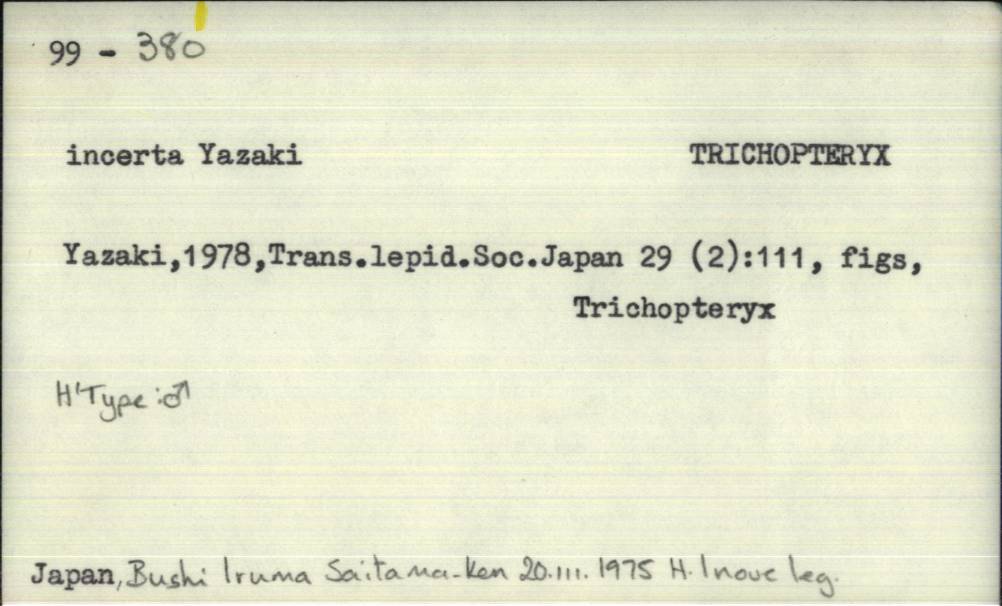 99 - 380
incerta Yazaki TRICHOPTERYX
Yazaki,1978,Trans.lepid.Soc.Japan 29 (2):111, figs,
Trichopteryx
H'Type :♂
Japan, Bushi Iruma Saitama-Ken 20.III.1975 H. Inoue leg.